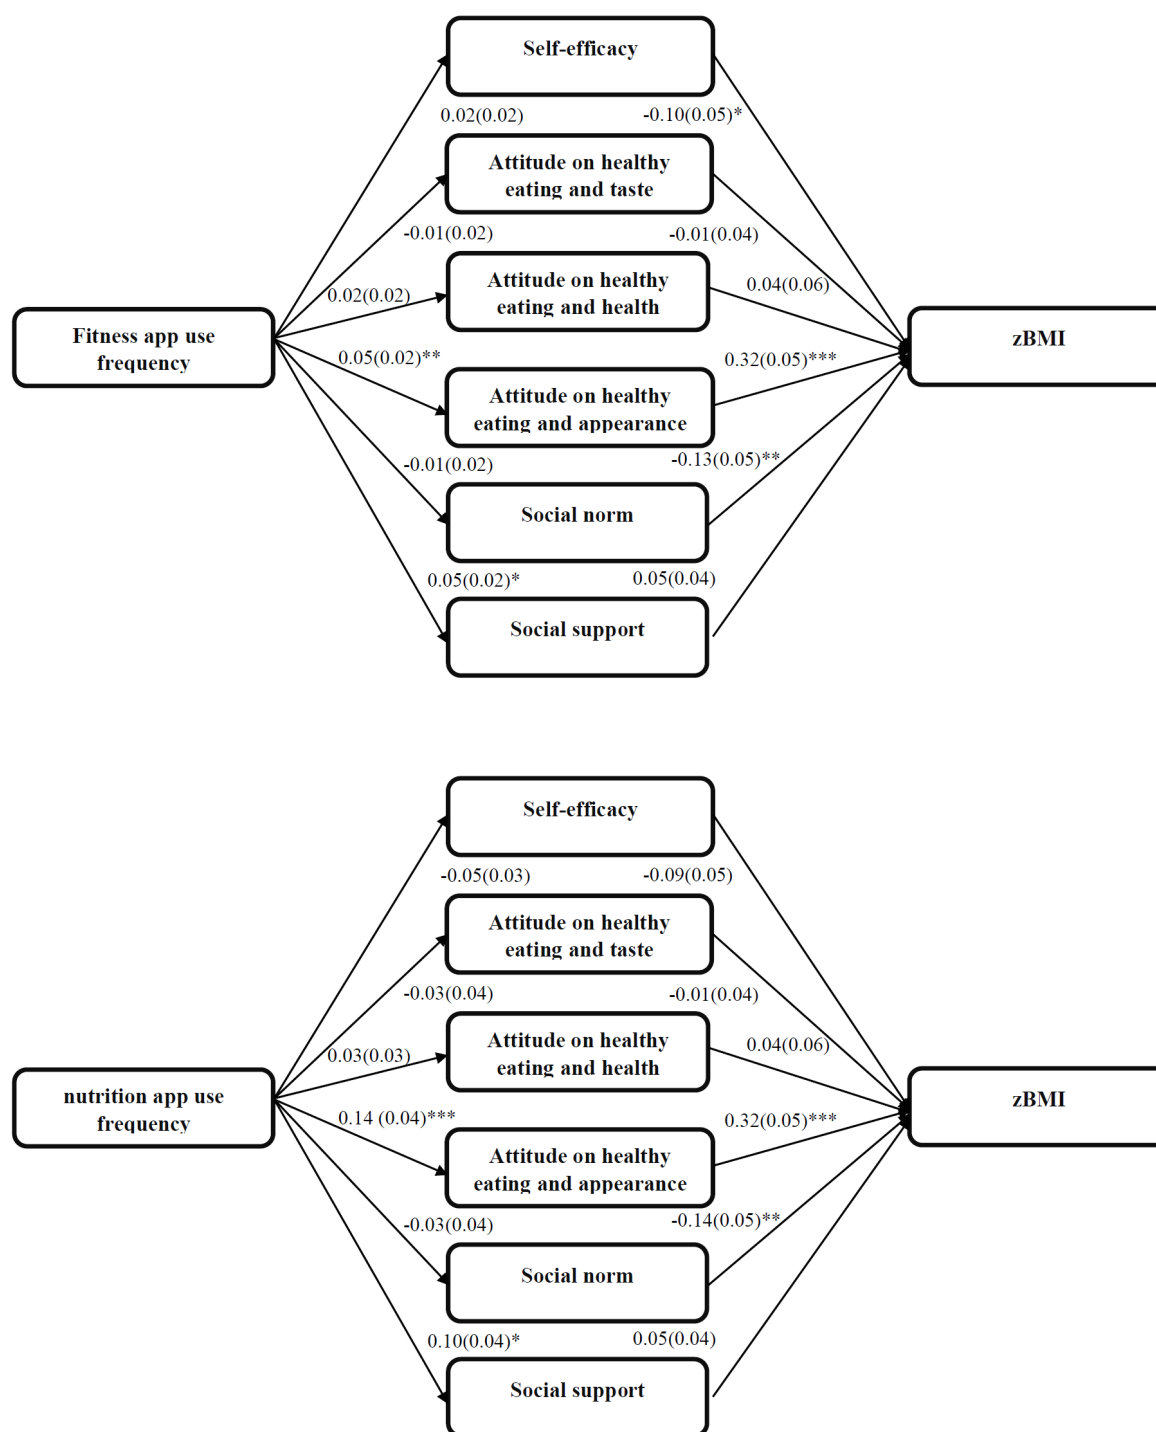 Self-efficacy
0.02(0.02)
-0.10(0.05)*
Attitude on healthy
eating and taste
-0.01(0.02)
-0.01(0.04)
Attitude on healthy
eating and health
0.02(0.02)
0.04(0.06)
Fitness app use
frequency
zBMI
0.05(0.02)**
0.32(0.05)***
Attitude on healthy
eating and appearance
-0.01(0.02)
-0.13(0.05)**
Social norm
0.05(0.02)*
0.05(0.04)
Social support
Self-efficacy
-0.05(0.03)
-0.09(0.05)
Attitude on healthy
eating and taste
-0.03(0.04)
-0.01(0.04)
Attitude on healthy
eating and health
0.03(0.03)
0.04(0.06)
nutrition app use
frequency
zBMI
0.14 (0.04)***
0.32(0.05)***
Attitude on healthy
eating and appearance
-0.03(0.04)
-0.14(0.05)**
Social norm
0.10(0.04)*
0.05(0.04)
Social support